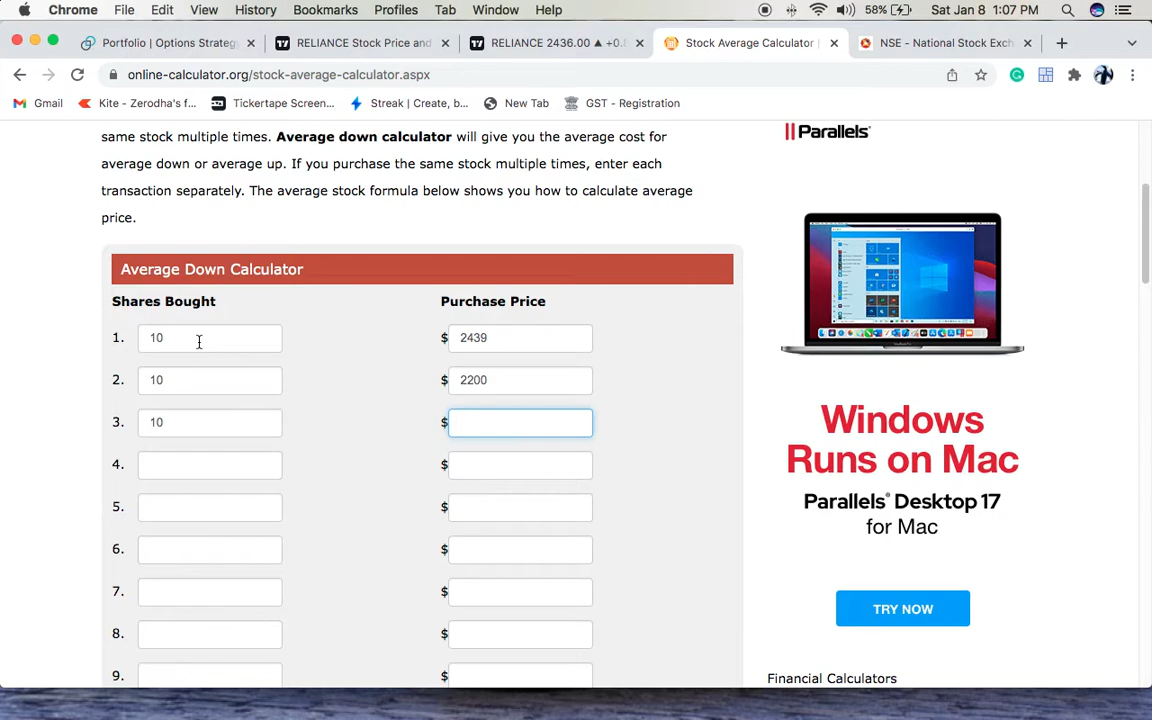 Chrome File Edit View History Bookmarks Profiles Tab Window Help 58% Sat Jan 8 1:07 PM
Portfolio | Options Strateg RELIANCE Stock Price and RELIANCE 2436.00 ▲ +0. Stock Average Calculator NSE - National Stock Exch
online-calculator.org/stock-average-calculator.aspx
Gmail Kite - Zerodha's f... Tickertape Screen... Streak | Create, b... New Tab GST - Registration
same stock multiple times. Average down calculator will give you the average cost for
average down or average up. If you purchase the same stock multiple times, enter each
transaction separately. The average stock formula below shows you how to calculate average
price.
Parallels®
Average Down Calculator
Shares Bought Purchase Price
1. 10 $ 2439
2. 10 $ 2200
3. 10 $
4. $
5. $
6. $
7. $
8. $
9. $
Windows
Runs on Mac
Parallels® Desktop 17
for Mac
TRY NOW
Financial Calculators